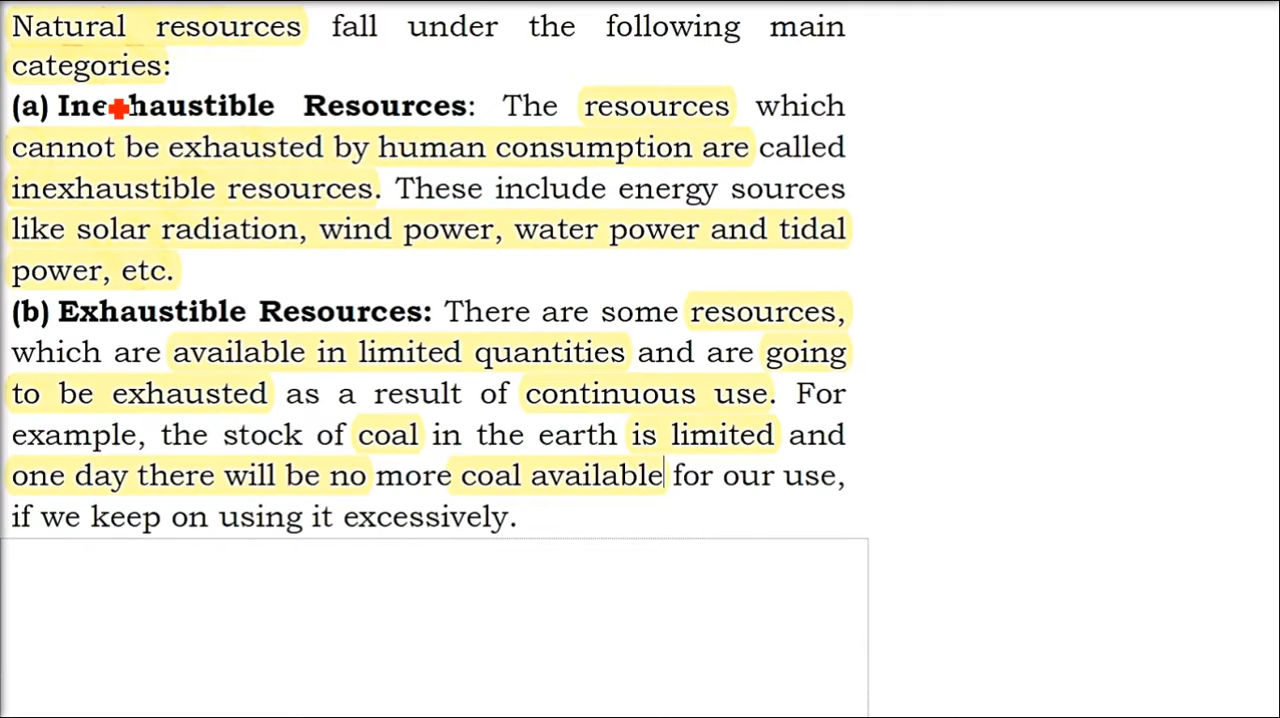 Natural resources fall under the following main
categories:
(a) Inexhaustible Resources: The resources which
cannot be exhausted by human consumption are called
inexhaustible resources. These include energy sources
like solar radiation, wind power, water power and tidal
power, etc.
(b) Exhaustible Resources: There are some resources,
which are available in limited quantities and are going
to be exhausted as a result of continuous use. For
example, the stock of coal in the earth is limited and
one day there will be no more coal available for our use,
if we keep on using it excessively.